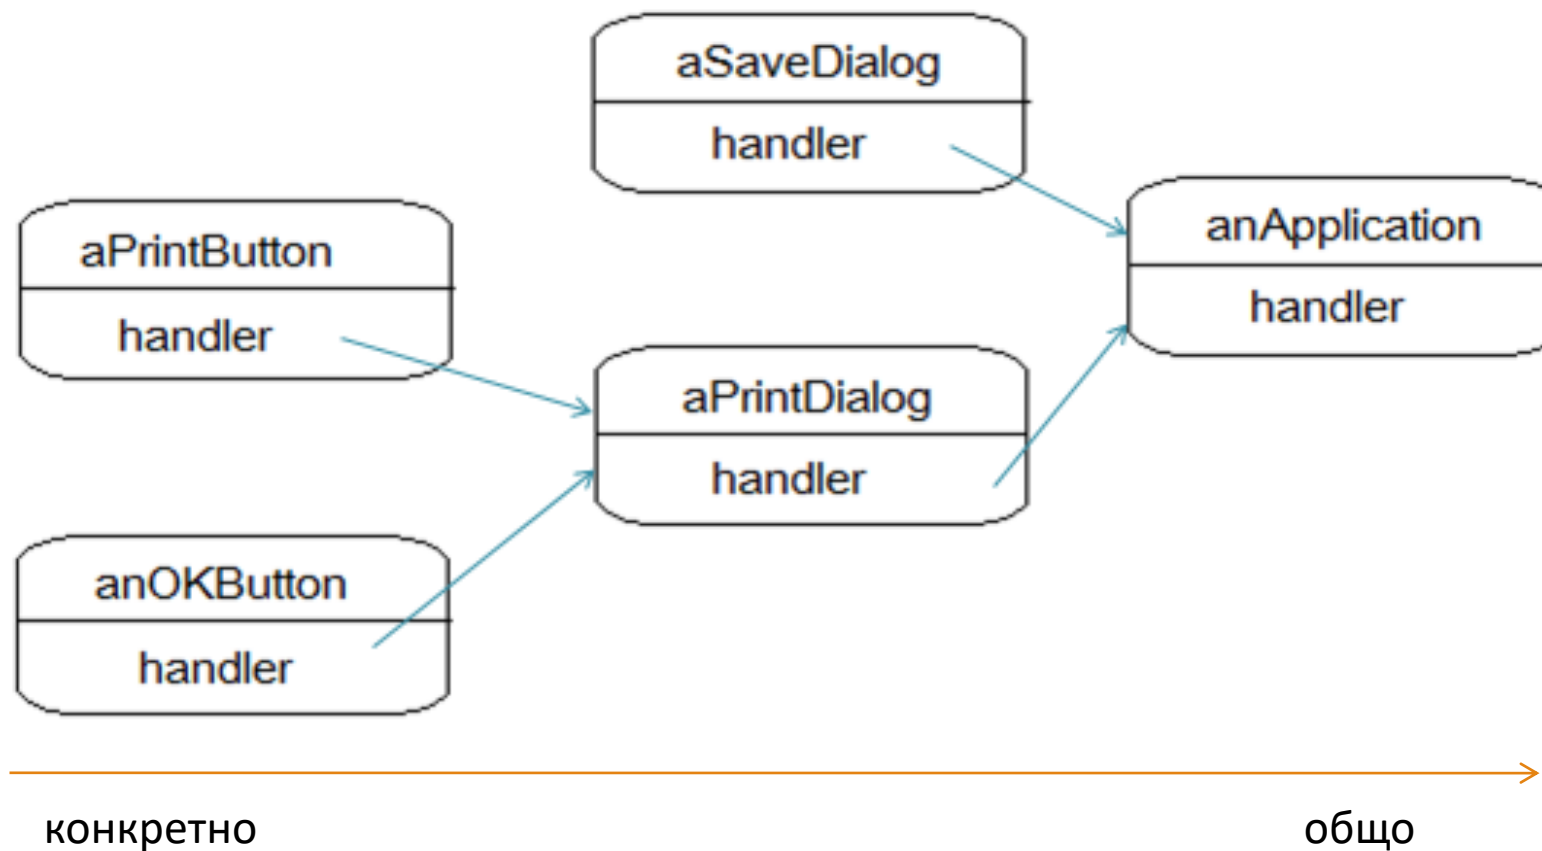 aSaveDialog
handler
aPrintButton
handler
anApplication
handler
aPrintDialog
handler
anOKButton
handler
конкретно
общо